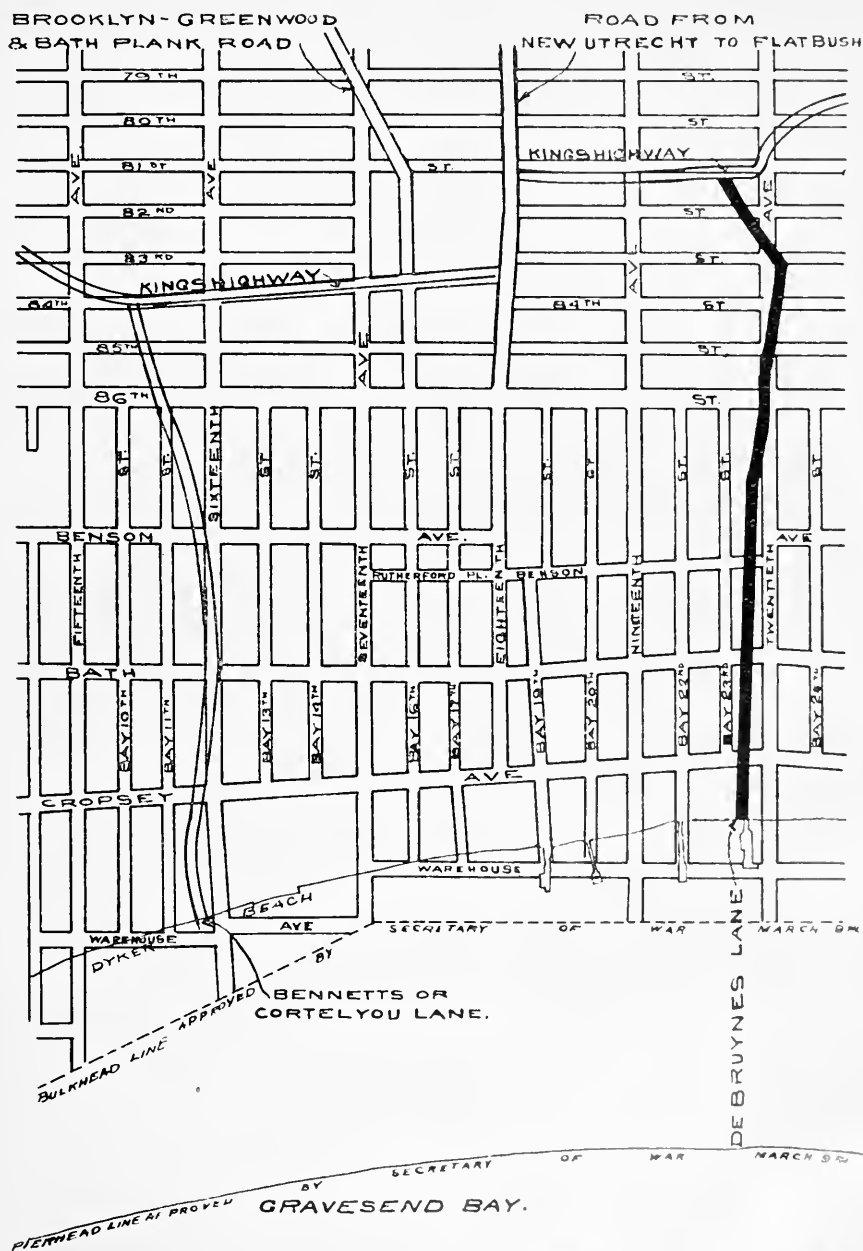 BROOKLYN-GREENWOOD
& BATH PLANK ROAD
ROAD FROM
NEW UTRECHT TO FLATBUSH
79TH
ST.
80TH
ST
KINGSHIGHWAY
81ST
ST.
AVE
AVE
AVE
82ND
ST
83RD
ST.
KINGSHIGHWAY
AVE
84TH
84TH
ST
85TH
ST.
AVE
86TH
ST.
SIXTEENTH
ST.
ST.
ST
ST
ST.
ST.
ST.
ST
ST.
ST.
ST
BENSON
AVE.
AVE
FIFTEENTH
SEVENTEENTH
RUTHERFORD PL.
EIGHTEENTH
BENSON
NINETEENTH
TWENTIETH
BATH
BAY 10TH
BAY 11TH
BAY 13TH
BAY 14TH
BAY 16TH
BAY 17TH
BAY 19TH
BAY 20TH
BAY 22RD
BAY 23RD
BAY 24TH
AVE
CROPSEY
WAREHOUSE
DYKER
BEACH
WAREHOUSE
AVE
BULKHEAD LINE APPROVED BY SECRETARY OF WAR MARCH 9
BENNETTS OR
CORTELYOU LANE.
DE BRUYNES LANE
PIERHEAD LINE APPROVED BY SECRETARY OF WAR MARCH 9
GRAVESEND BAY.